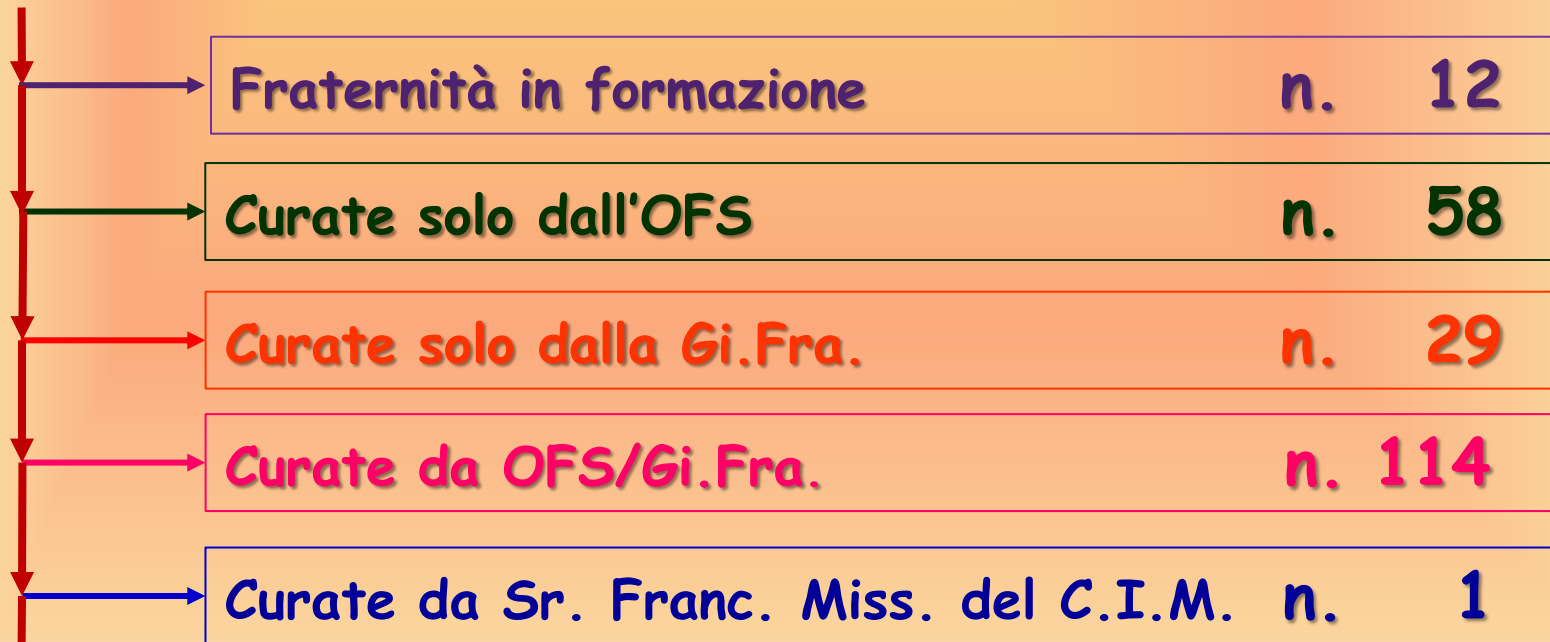 Fraternità in formazione n. 12
Curate solo dall'OFS n. 58
Curate solo dalla Gi.Fra. n. 29
Curate da OFS/Gi.Fra. n. 114
Curate da Sr. Franc. Miss. del C.I.M. n. 1